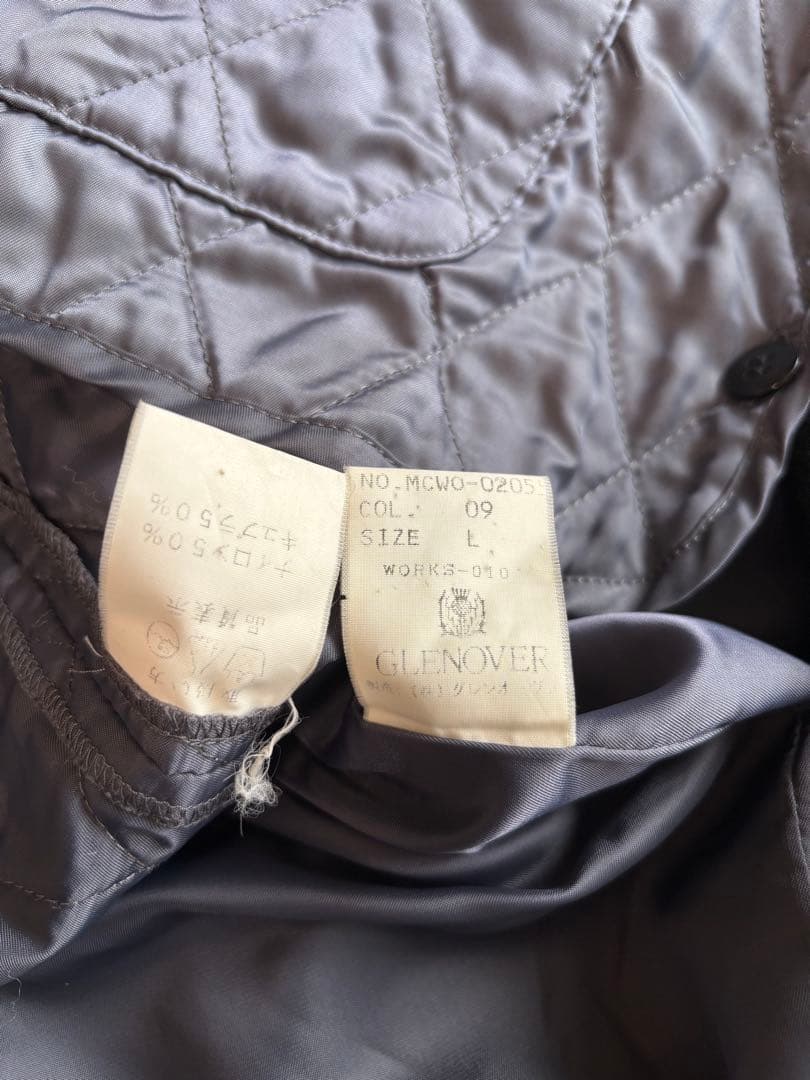 NO. MCWO-0205
COL. 09
SIZE L
WORKS-010
GLENOVER
品質表示
ナイロン50%
キュプラ50%